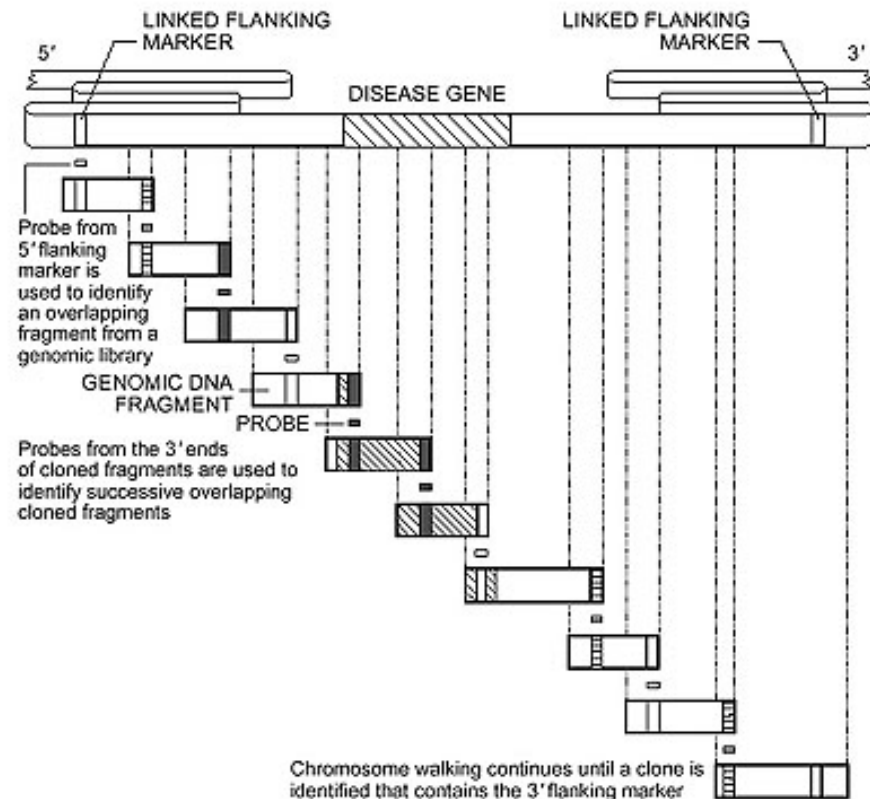 LINKED FLANKING
MARKER
LINKED FLANKING
MARKER
5'
3'
DISEASE GENE
Probe from
5' flanking
marker is
used to identify
an overlapping
fragment from a
genomic library
GENOMIC DNA
FRAGMENT
PROBE
Probes from the 3' ends
of cloned fragments are used to
identify successive overlapping
cloned fragments
Chromosome walking continues until a clone is
identified that contains the 3' flanking marker